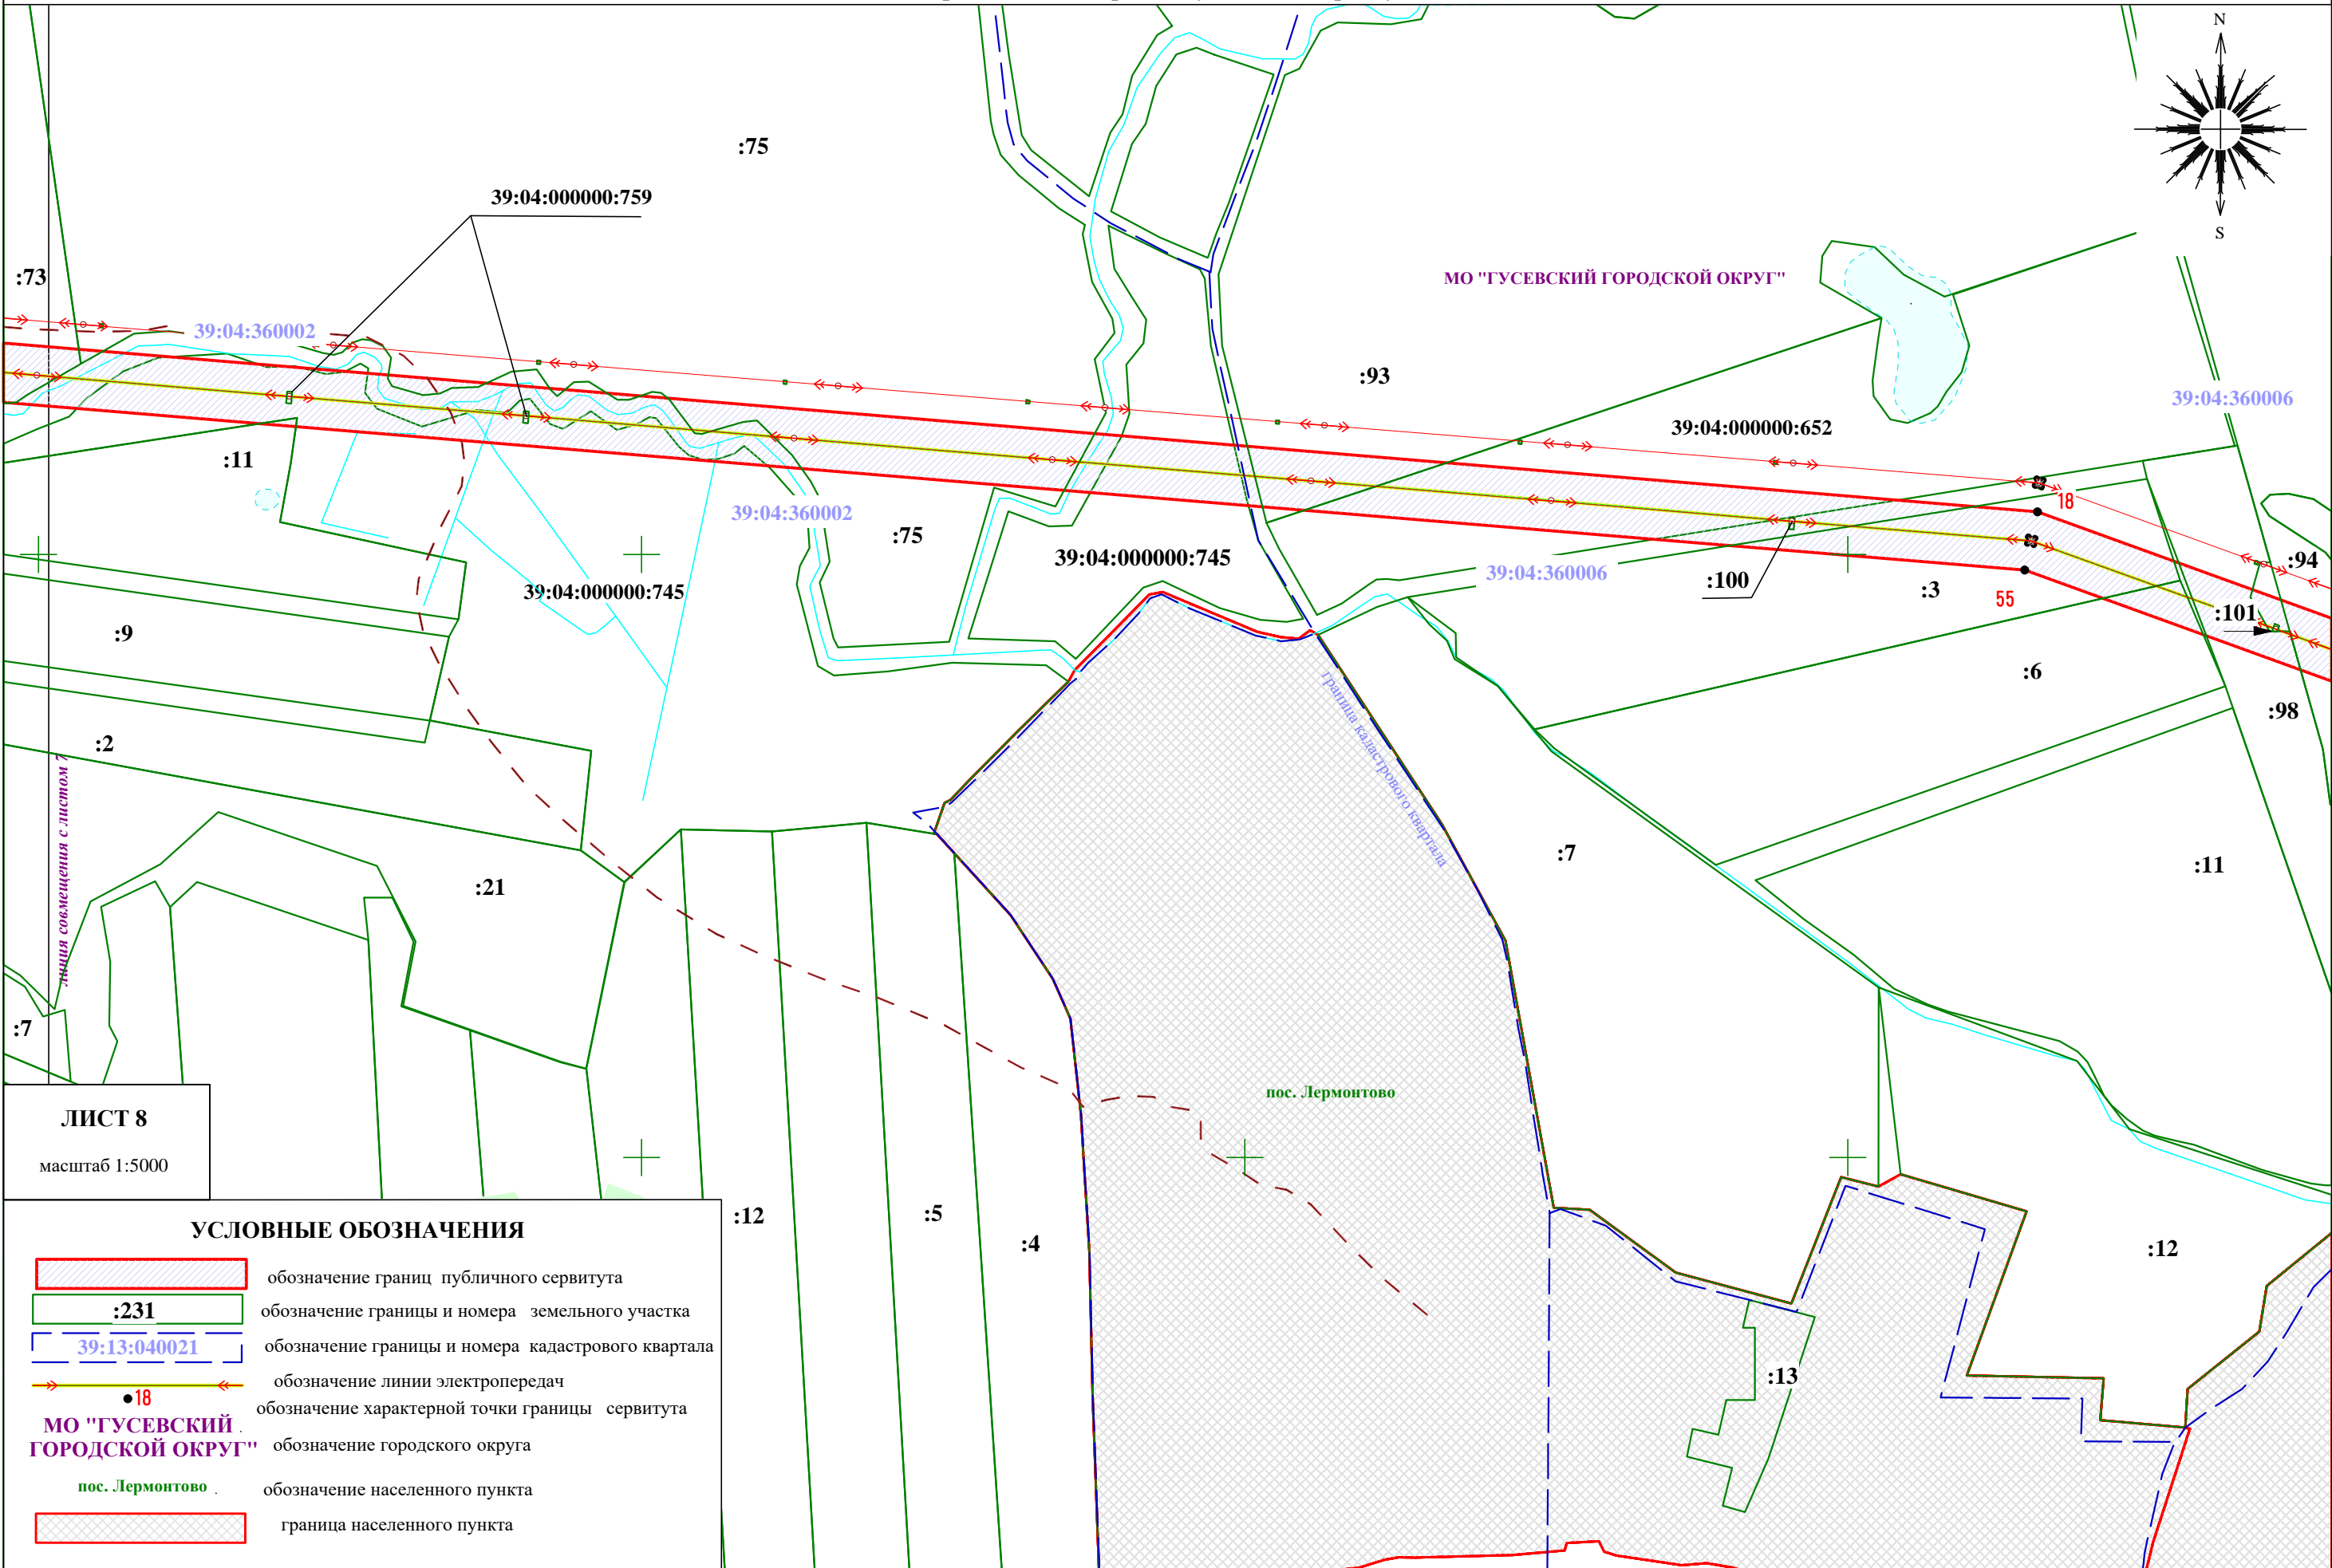 N
S
:75
39:04:000000:759
:73
39:04:360002
МО "ГУСЕВСКИЙ ГОРОДСКОЙ ОКРУГ"
:93
39:04:360006
39:04:000000:652
:11
18
39:04:360002
:75
39:04:000000:745
39:04:360006
:100
:94
:3
55
39:04:000000:745
:101
:9
:6
:98
:2
граница кадастрового квартала
линия совмещения с листом 7
:7
:11
:21
:7
пос. Лермонтово
ЛИСТ 8
масштаб 1:5000
:12
:5
:4
:12
:13
УСЛОВНЫЕ ОБОЗНАЧЕНИЯ
обозначение границ публичного сервитута
:231 обозначение границы и номера земельного участка
39:13:040021 обозначение границы и номера кадастрового квартала
обозначение линии электропередач
18 обозначение характерной точки границы сервитута
МО "ГУСЕВСКИЙ
ГОРОДСКОЙ ОКРУГ" обозначение городского округа
пос. Лермонтово . обозначение населенного пункта
граница населенного пункта